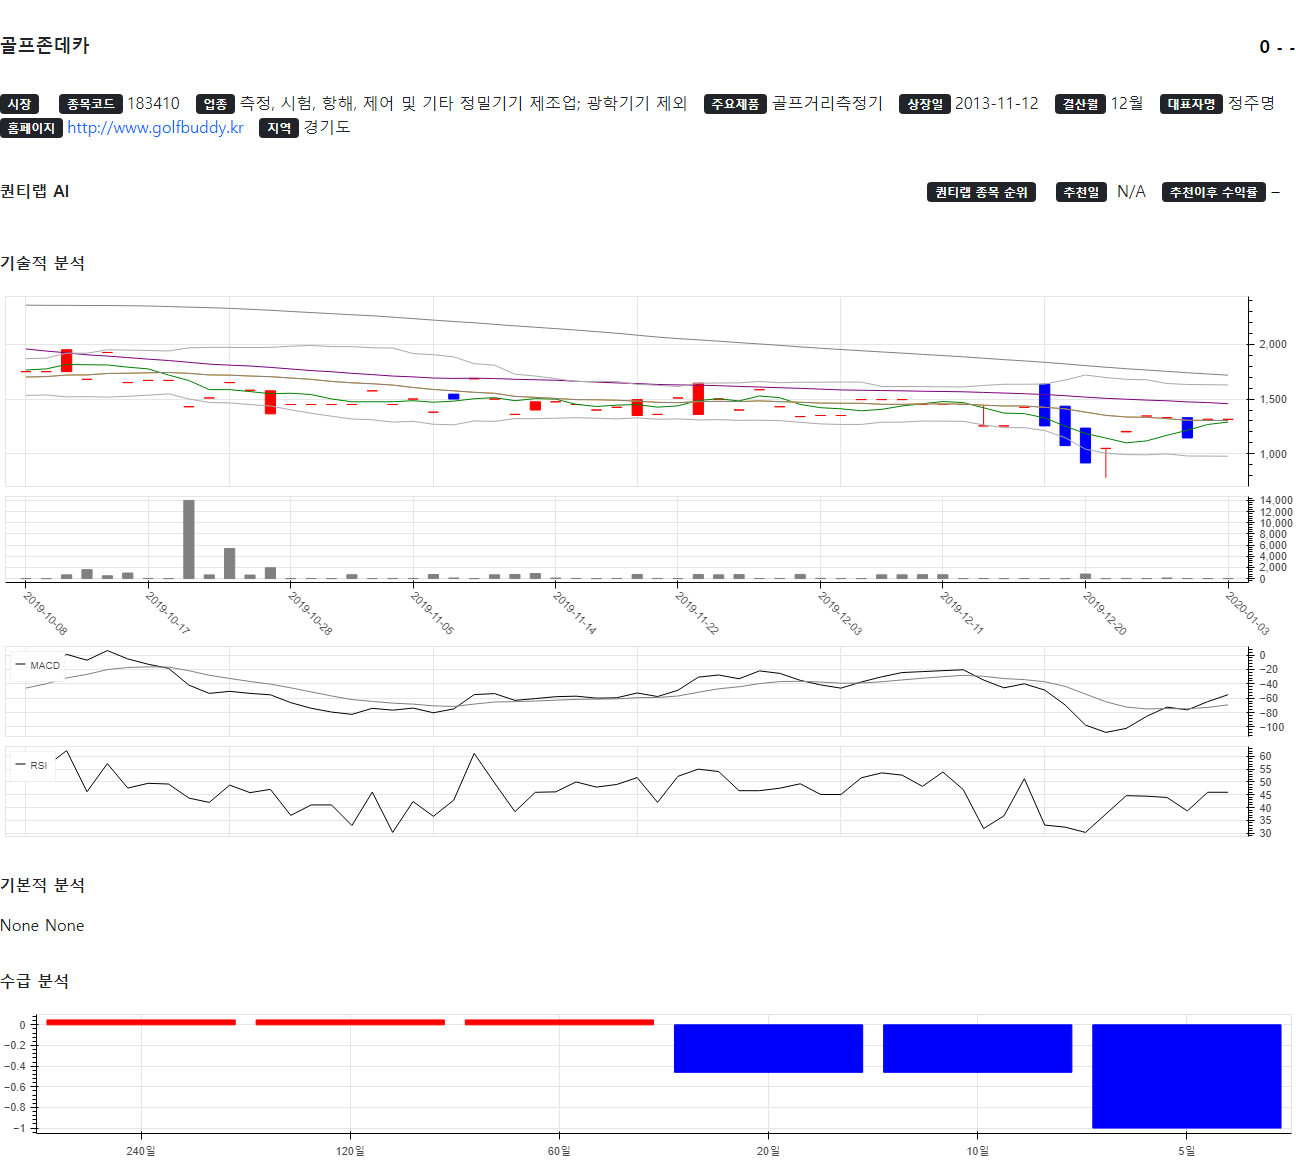 골프존데카
0 - -
시장 종목코드 183410 업종 측정, 시험, 항해, 제어 및 기타 정밀기기 제조업; 광학기기 제외 주요제품 골프거리측정기 상장일 2013-11-12 결산월 12월 대표자명 정주명
홈페이지 http://www.golfbuddy.kr 지역 경기도
퀀티랩 AI
퀀티랩 종목 순위 추천일 N/A 추천이후 수익률 –
기술적 분석
2,000
1,500
1,000
14,000
12,000
10,000
8,000
6,000
4,000
2,000
0
2019-10-08 2019-10-17 2019-10-28 2019-11-05 2019-11-14 2019-11-22 2019-12-03 2019-12-11 2019-12-20 2020-01-03
MACD
0
−20
−40
−60
−80
−100
RSI
60
55
50
45
40
35
30
기본적 분석
None None
수급 분석
0
−0.2
−0.4
−0.6
−0.8
−1
240일 120일 60일 20일 10일 5일